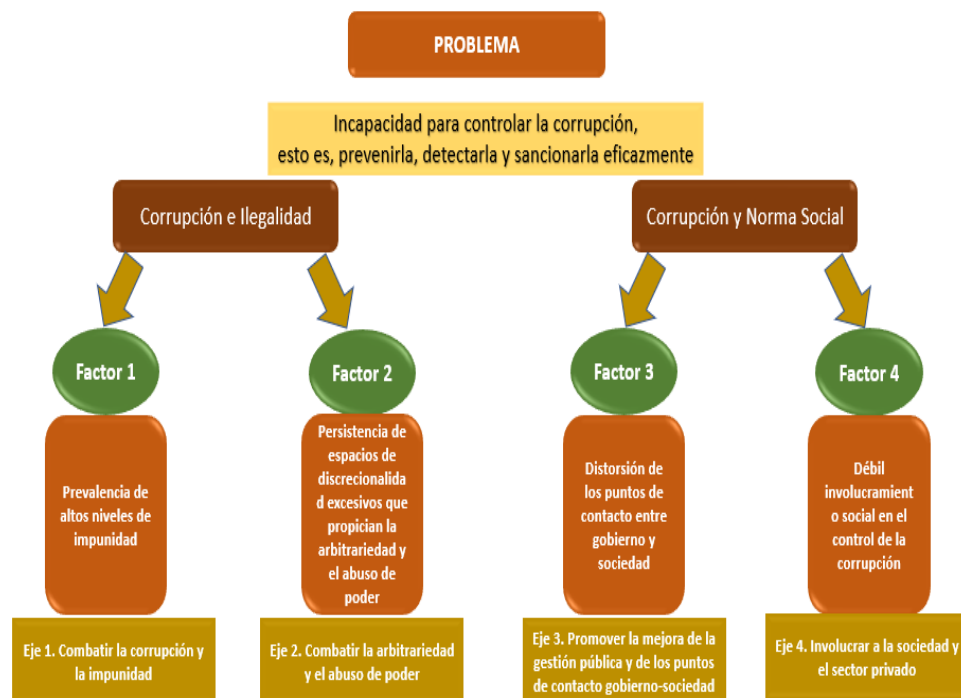 PROBLEMA
Incapacidad para controlar la corrupción,
esto es, prevenirla, detectarla y sancionarla eficazmente
Corrupción e Ilegalidad
Corrupción y Norma Social
Factor 1
Factor 2
Factor 3
Factor 4
Prevalencia de
altos niveles de
impunidad
Persistencia de
espacios de
discrecionalida
d excesivos que
propician la
arbitrariedad y
el abuso de
poder
Distorsión de
los puntos de
contacto entre
gobierno y
sociedad
Débil
involucramient
o social en el
control de la
corrupción
Eje 1. Combatir la corrupción y
la impunidad
Eje 2. Combatir la arbitrariedad
y el abuso de poder
Eje 3. Promover la mejora de la
gestión pública y de los puntos
de contacto gobierno-sociedad
Eje 4. Involucrar a la sociedad y
el sector privado